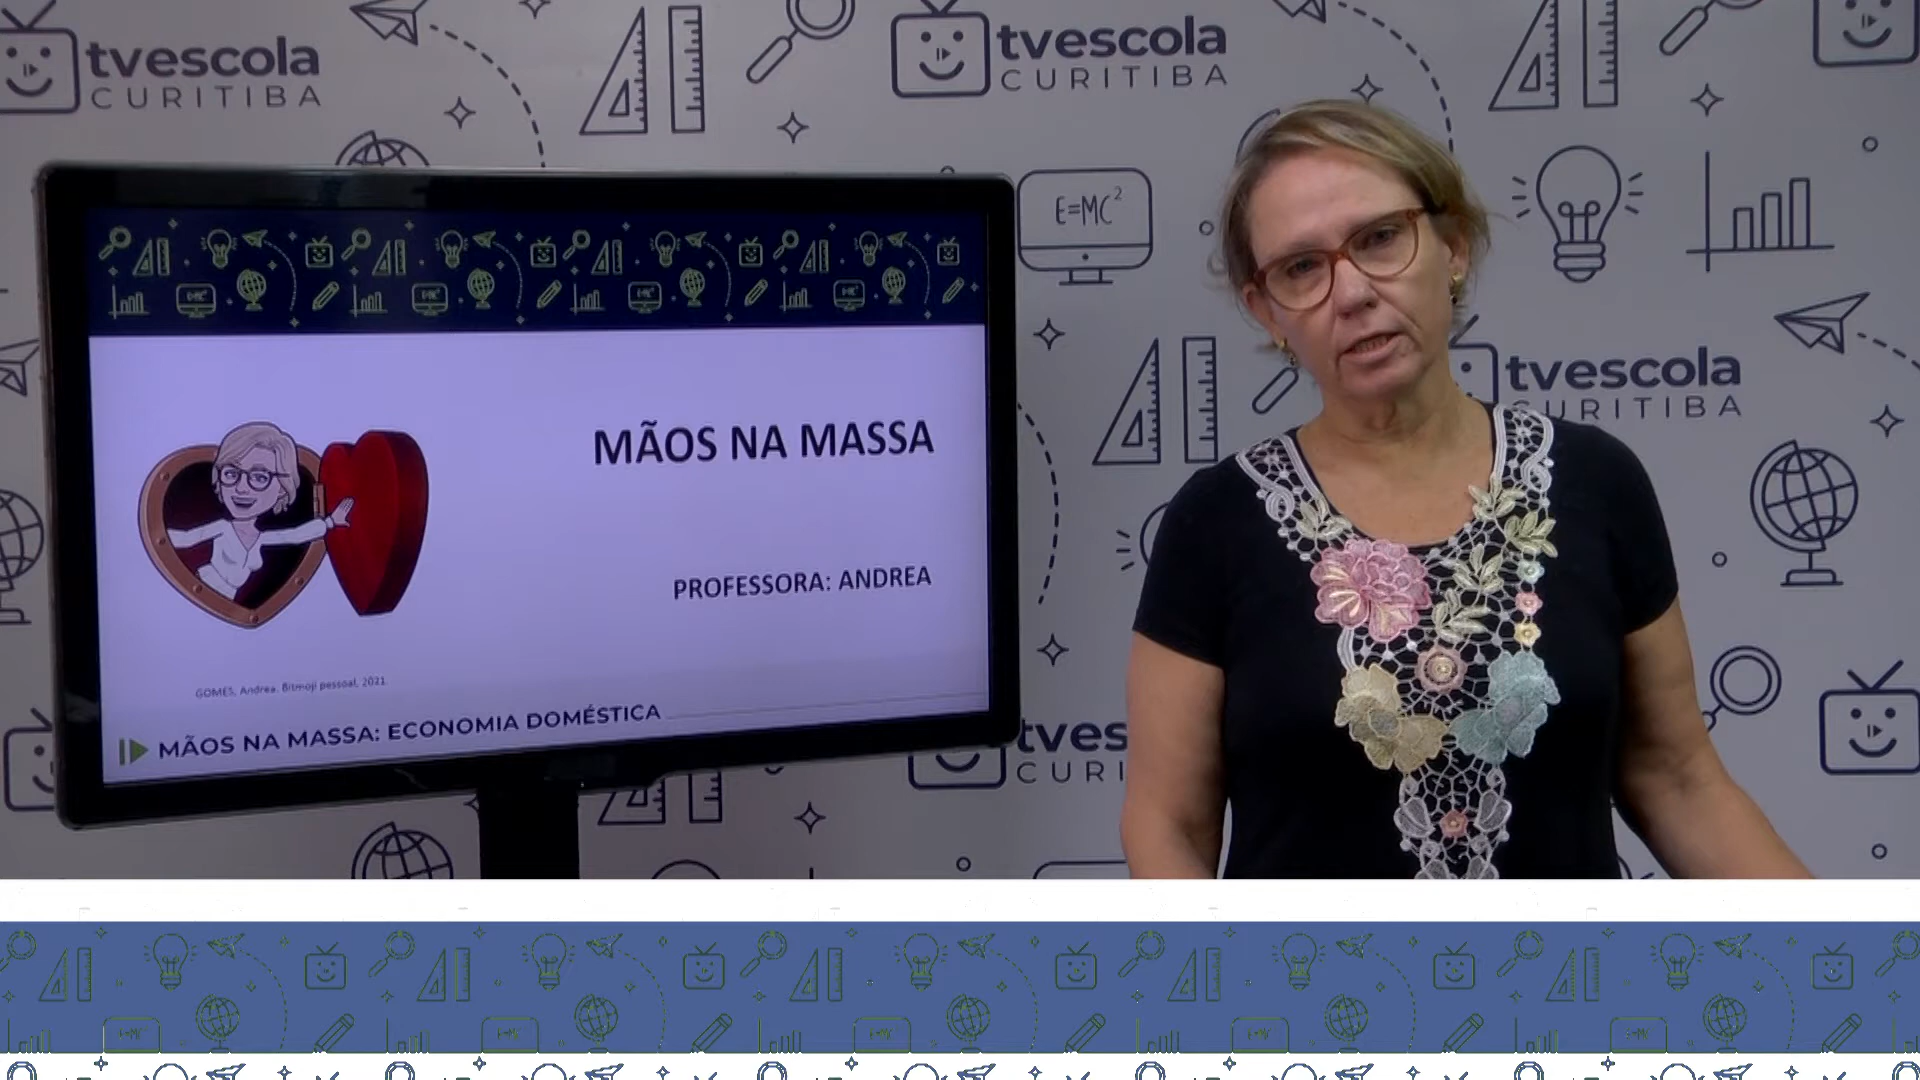 tvescola
CURITIBA
tvescola
CURITIBA
E=MC²
tvescola
CURITIBA
MÃOS NA MASSA
PROFESSORA: ANDREA
GOMES, Andrea. Bitmoji pessoal, 2021.
MÃOS NA MASSA: ECONOMIA DOMÉSTICA
tves
CURI